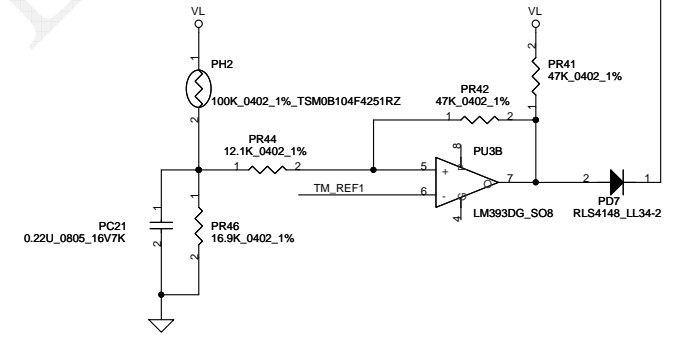 VL
VL
1
PH2
2
PR41
47K_0402_1%
100K_0402_1%_TSM0B104F4251RZ
PR42
47K_0402_1%
2
1
1
2
PR44
12.1K_0402_1%
8
PU3B
1
2
5
+
P
7
O
2
1
TM_REF1
6
-
G
PD7
RLS4148_LL34-2
4
LM393DG_SO8
1
1
PC21
0.22U_0805_16V7K
PR46
16.9K_0402_1%
2
2